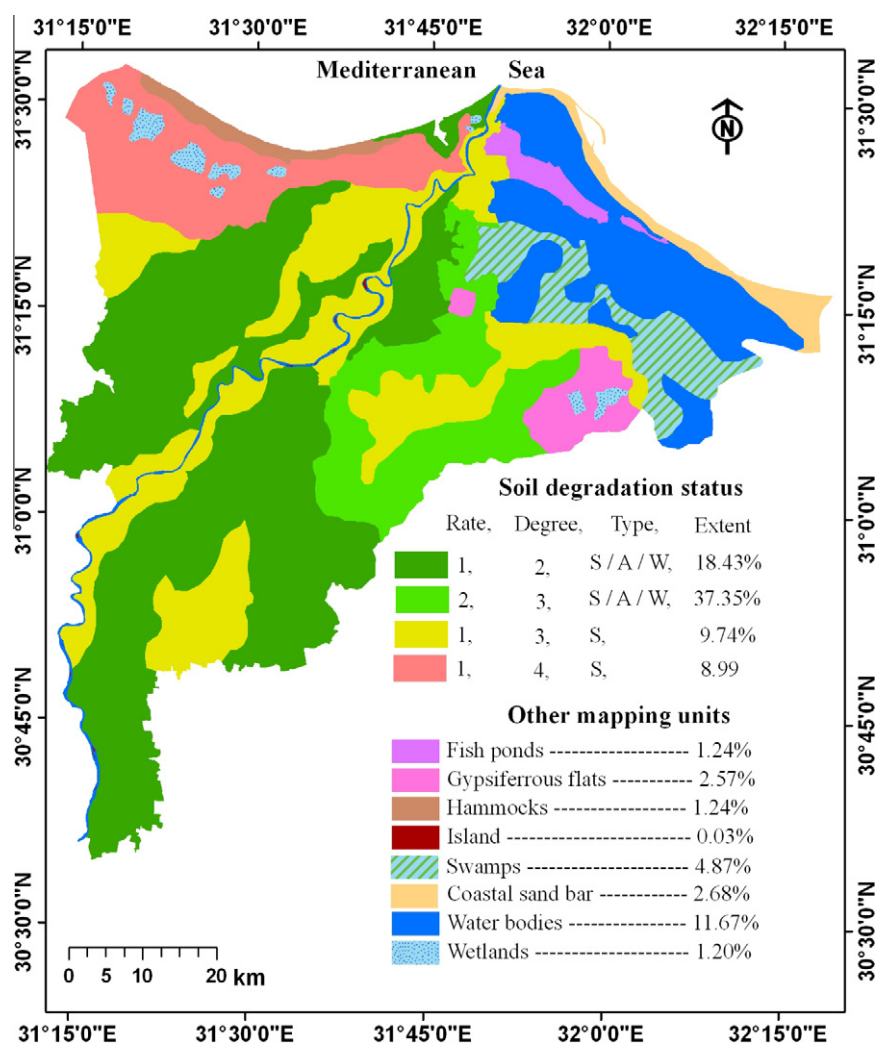 31°15'0"E 31°30'0"E 31°45'0"E 32°0'0"E 32°15'0"E
Mediterranean Sea
N
31°30'0"N 31°30'0"N
31°15'0"N 31°15'0"N
31°0'0"N 31°0'0"N
30°45'0"N 30°45'0"N
30°30'0"N 30°30'0"N
Soil degradation status
Rate, Degree, Type, Extent
1, 2, S / A / W, 18.43%
2, 3, S / A / W, 37.35%
1, 3, S, 9.74%
1, 4, S, 8.99
Other mapping units
Fish ponds ---------------------- 1.24%
Gypsiferrous flats ------------ 2.57%
Hammocks -------------------- 1.24%
Island --------------------------- 0.03%
Swamps ------------------------ 4.87%
Coastal sand bar ------------- 2.68%
Water bodies ----------------- 11.67%
Wetlands ---------------------- 1.20%
0 5 10 20 km
31°15'0"E 31°30'0"E 31°45'0"E 32°0'0"E 32°15'0"E